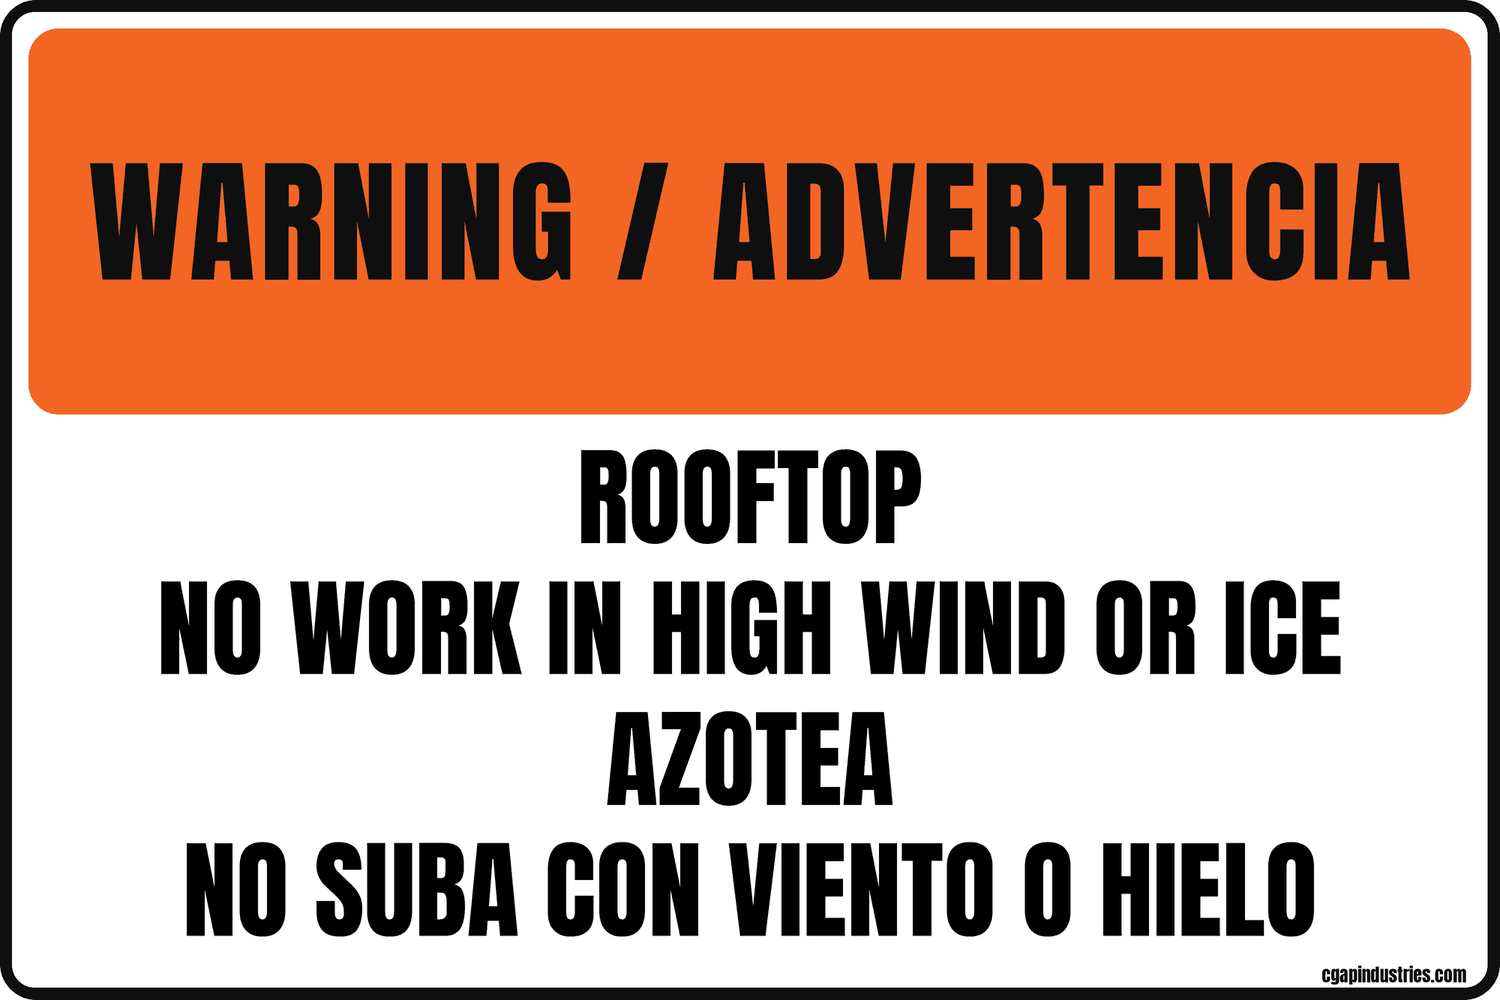 WARNING / ADVERTENCIA
ROOFTOP
NO WORK IN HIGH WIND OR ICE
AZOTEA
NO SUBA CON VIENTO O HIELO
cgapindustries.com